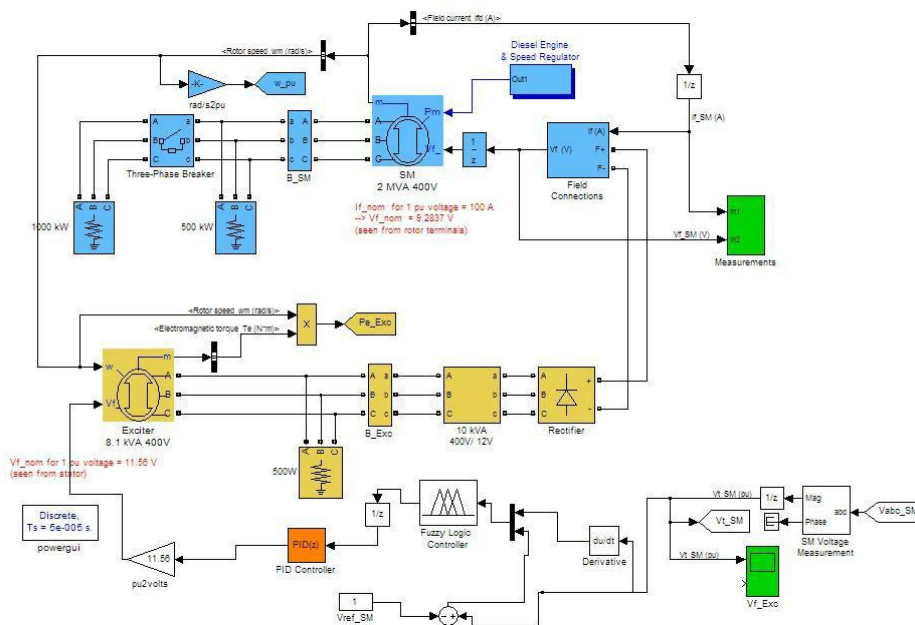 <Field current ifd (A)>
<Rotor speed wm (rad/s)>
Diesel Engine
& Speed Regulator
Out1
-K-
w_pu
rad/s2pu
1/z
If_SM (A)
m
Pm
A
B
C
a
b
c
A
B
C
a
b
c
A
B
C
Vf_
1
z
If (A)
Vf (V)
F+
F-
Three-Phase Breaker
B_SM
SM
2 MVA 400V
Field
Connections
A B C
1000 kW
A B C
500 kW
If_nom for 1 pu voltage = 100 A
--> Vf_nom = 9.2837 V
(seen from rotor terminals)
In1
In2
Vf_SM (V)
Measurements
<Rotor speed wm (rad/s)>
<Electromagnetic torque Te (N*m)>
X
Pe_Exc
w
m
Vf_
A
B
C
A
B
C
a
b
c
A
B
C
a
b
c
A
B
C
+
-
Exciter
8.1 kVA 400V
B_Exc
10 kVA
400V/ 12V
Rectifier
Vf_nom for 1 pu voltage = 11.56 V
(seen from stator)
A B C
500W
Discrete,
Ts = 5e-005 s.
powergui
11.56
pu2volts
PID(z)
PID Controller
1/z
Fuzzy Logic
Controller
du/dt
Derivative
1
Vref_SM
- +
Vt_SM (pu)
1/z
Mag
Phase
abc
Vabc_SM
Vt_SM
SM Voltage
Measurement
Vt_SM (pu)
Vf_Exc